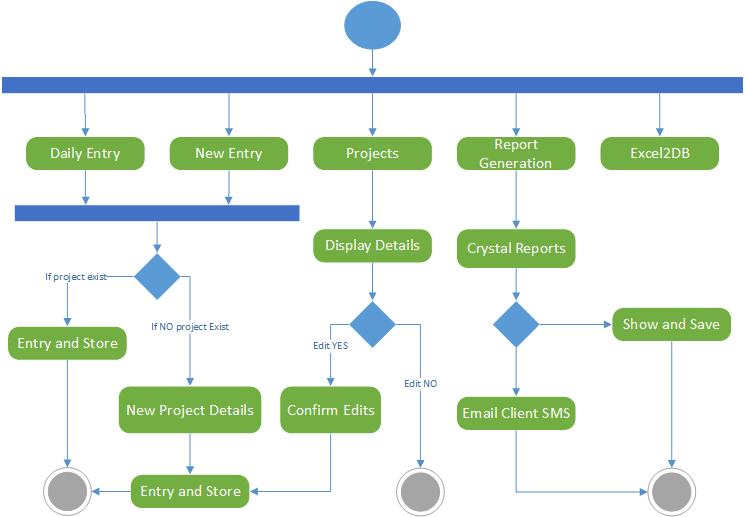 Daily Entry
New Entry
Projects
Report
Generation
Excel2DB
Display Details
Crystal Reports
If project exist
If NO project Exist
Show and Save
Entry and Store
Edit YES
Edit NO
New Project Details
Confirm Edits
Email Client SMS
Entry and Store